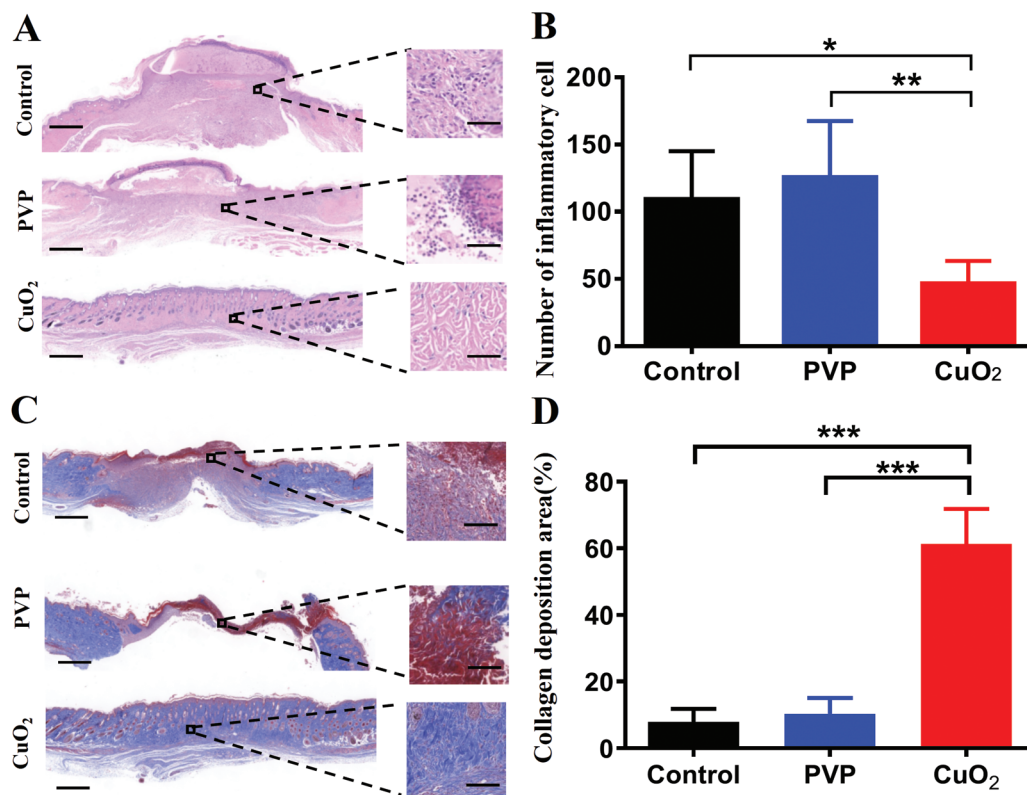 A
Control
PVP
CuO₂
B
Number of inflammatory cell
200
150
100
50
0
*
**
Control
PVP
CuO₂
C
Control
PVP
CuO₂
D
Collagen deposition area(%)
80
60
40
20
0
***
***
Control
PVP
CuO₂